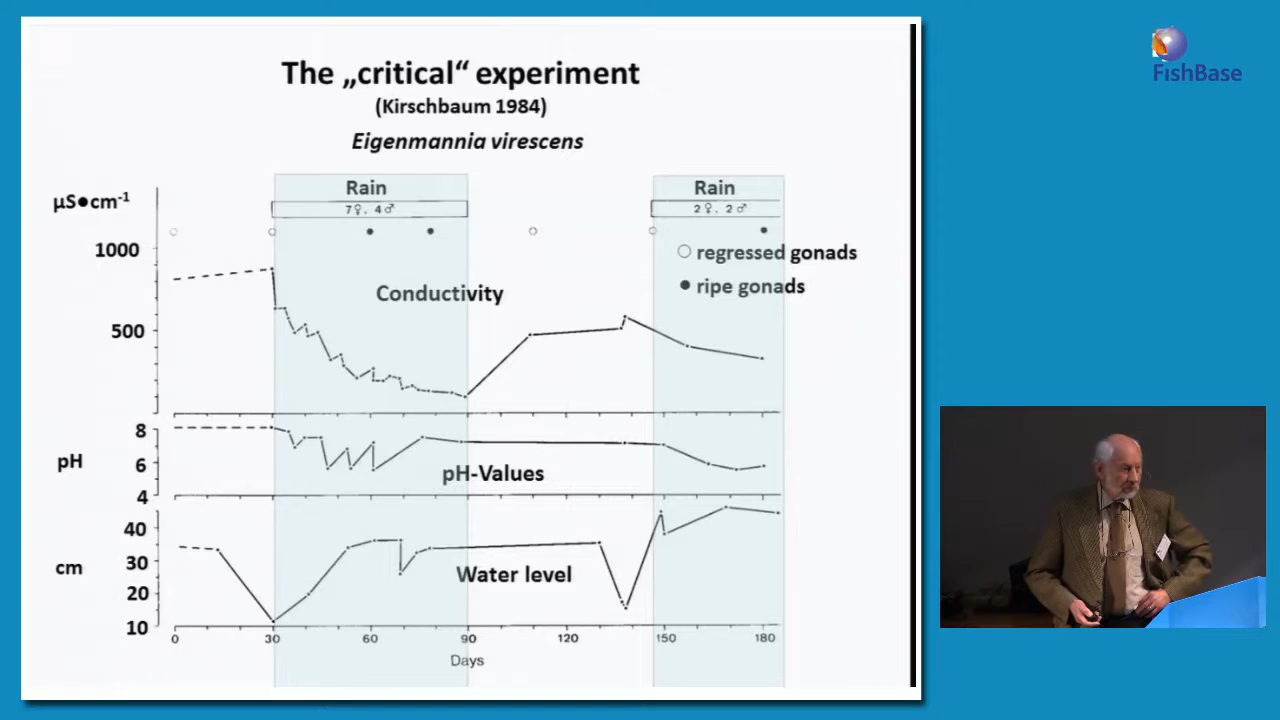 The „critical“ experiment
(Kirschbaum 1984)
Eigenmannia virescens
FishBase
Rain
Rain
7♀, 4♂
2♀, 2♂
µS●cm-1
○ regressed gonads
● ripe gonads
1000
500
Conductivity
pH
8
6
4
pH-Values
cm
40
30
20
10
Water level
0 30 60 90 120 150 180
Days